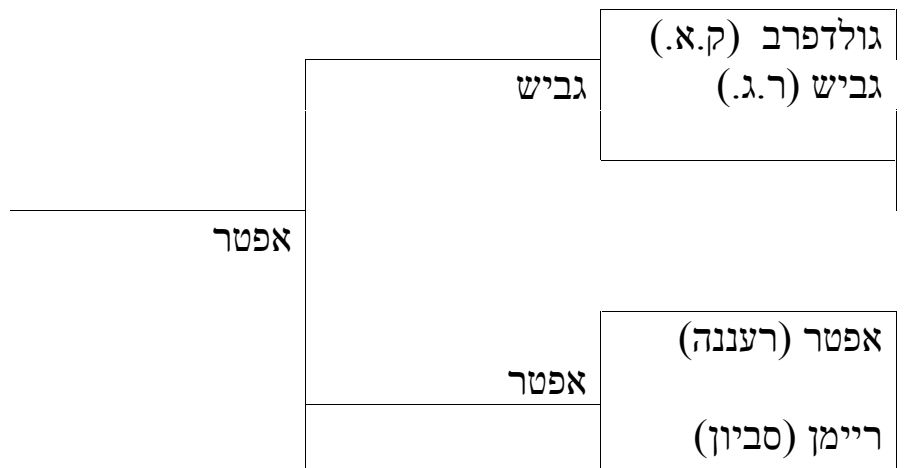 גולדפרב (ק.א.)
גביש (ר.ג.)
גביש
אפטר
אפטר (רעננה)
אפטר
ריימן (סביון)